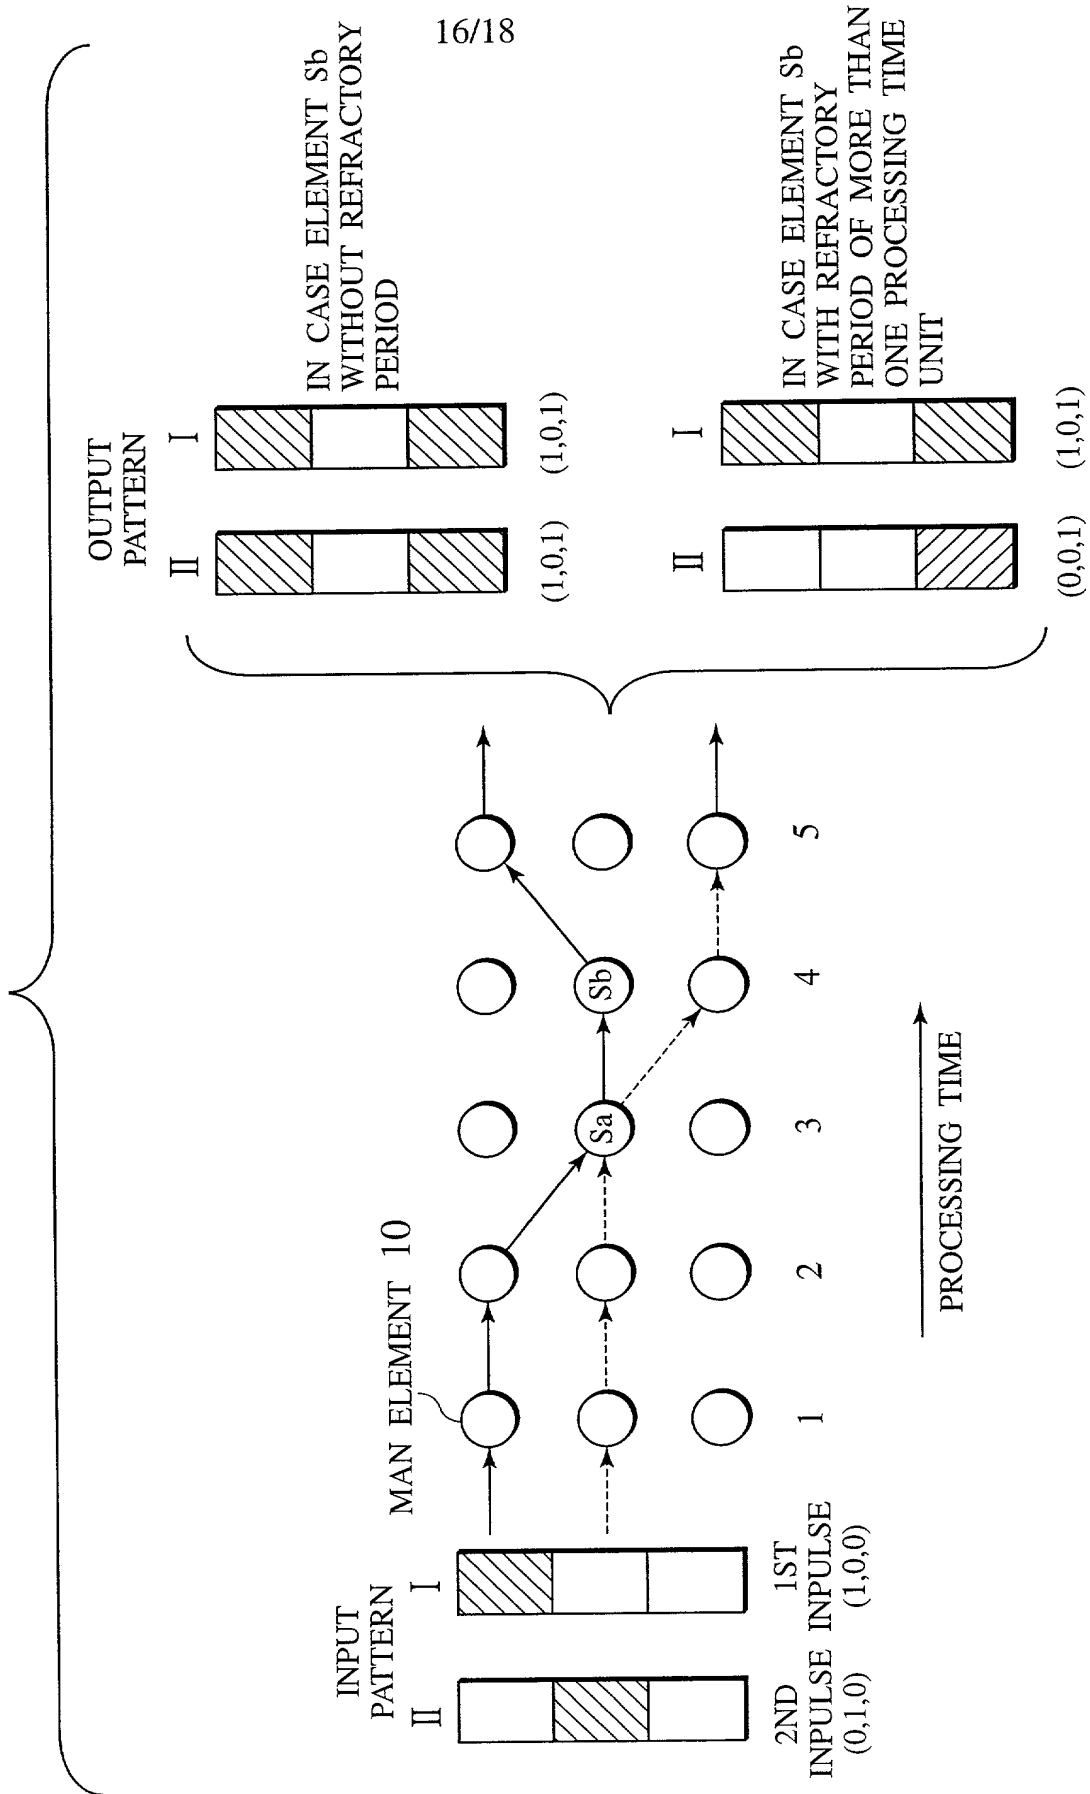 16/18
INPUT
PATTERN
II
I
2ND
INPULSE
(0,1,0)
1ST
INPULSE
(1,0,0)
MAN ELEMENT 10
Sa
Sb
1
2
3
4
5
PROCESSING TIME
OUTPUT
PATTERN
II
I
(1,0,1)
(1,0,1)
IN CASE ELEMENT Sb
WITHOUT REFRACTORY
PERIOD
II
I
(0,0,1)
(1,0,1)
IN CASE ELEMENT Sb
WITH REFRACTORY
PERIOD OF MORE THAN
ONE PROCESSING TIME
UNIT